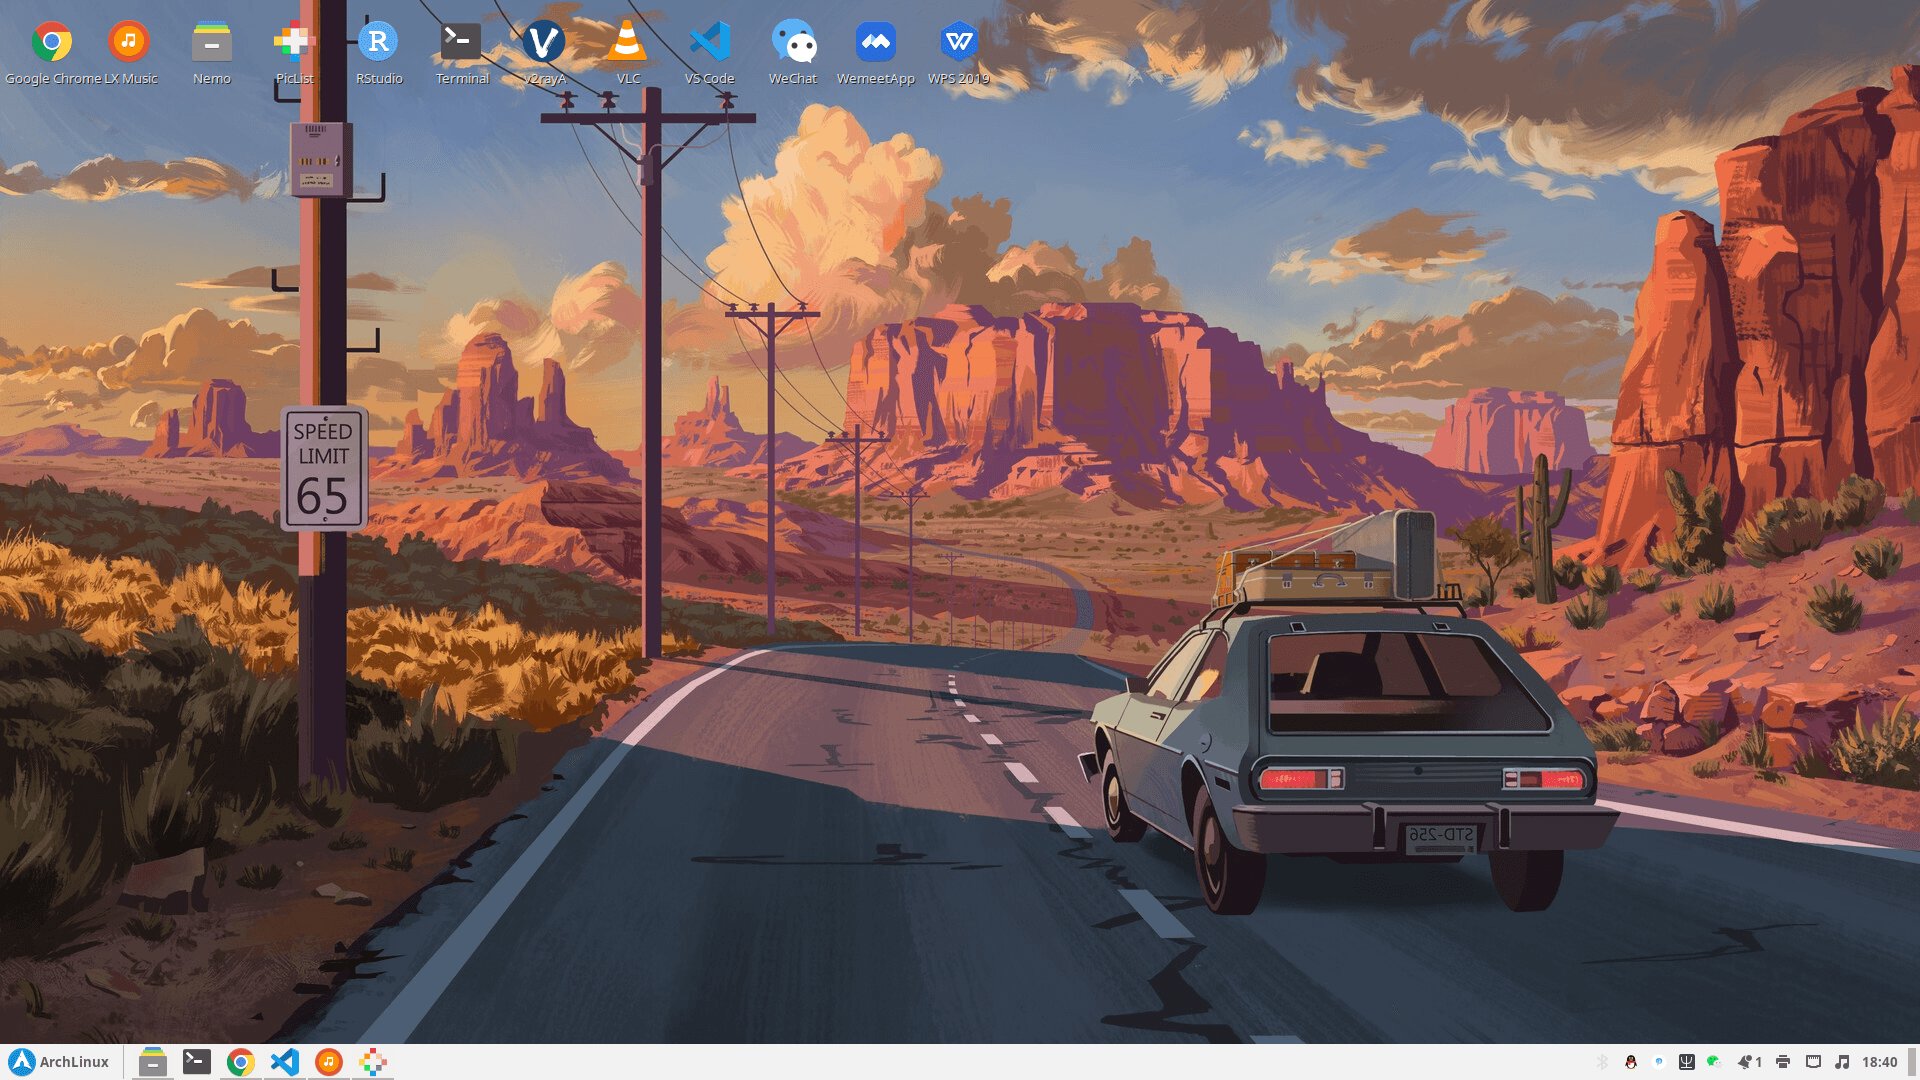 Google Chrome
LX Music
Nemo
PicList
RStudio
Terminal
v2rayA
VLC
VS Code
WeChat
WemeetApp
WPS 2019
SPEED
LIMIT
65
STD-256
ArchLinux
1
18:40